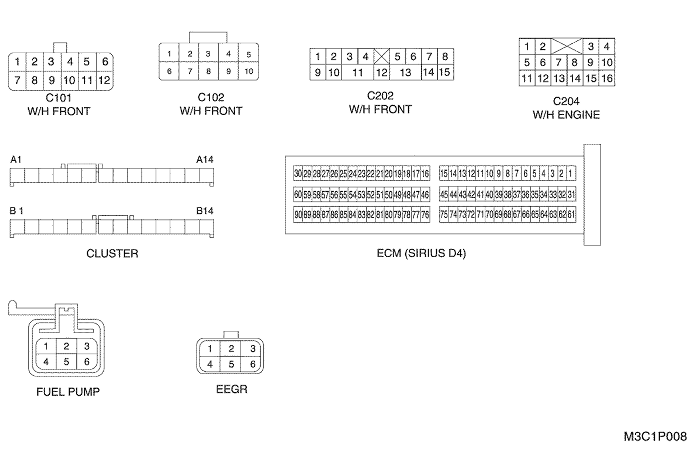 1 2 3 4 5 6
7 8 9 10 11 12
C101
W/H FRONT
1 2 3 4 5
6 7 8 9 10
C102
W/H FRONT
1 2 3 4 5 6 7 8
9 10 11 12 13 14 15
C202
W/H FRONT
1 2 3 4
5 6 7 8 9 10
11 12 13 14 15 16
C204
W/H ENGINE
A1 A14
B 1 B14
CLUSTER
30 29 28 27 26 25 24 23 22 21 20 19 18 17 16 15 14 13 12 11 10 9 8 7 6 5 4 3 2 1
60 59 58 57 56 55 54 53 52 51 50 49 48 47 46 45 44 43 42 41 40 39 38 37 36 35 34 33 32 31
90 89 88 87 86 85 84 83 82 81 80 79 78 77 76 75 74 73 72 71 70 69 68 67 66 65 64 63 62 61
ECM (SIRIUS D4)
1 2 3
4 5 6
FUEL PUMP
1 2 3
4 5 6
EEGR
M3C1P008